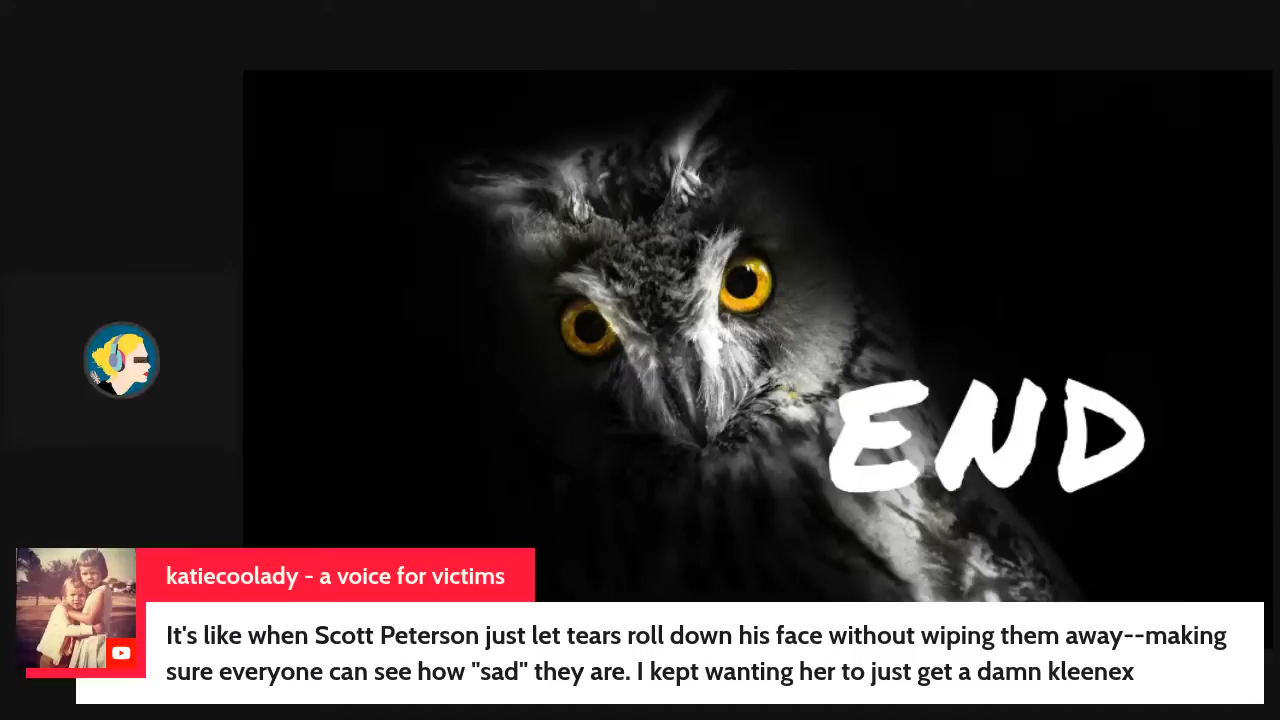 END
katiecoolady - a voice for victims
It's like when Scott Peterson just let tears roll down his face without wiping them away--making
sure everyone can see how "sad" they are. I kept wanting her to just get a damn kleenex